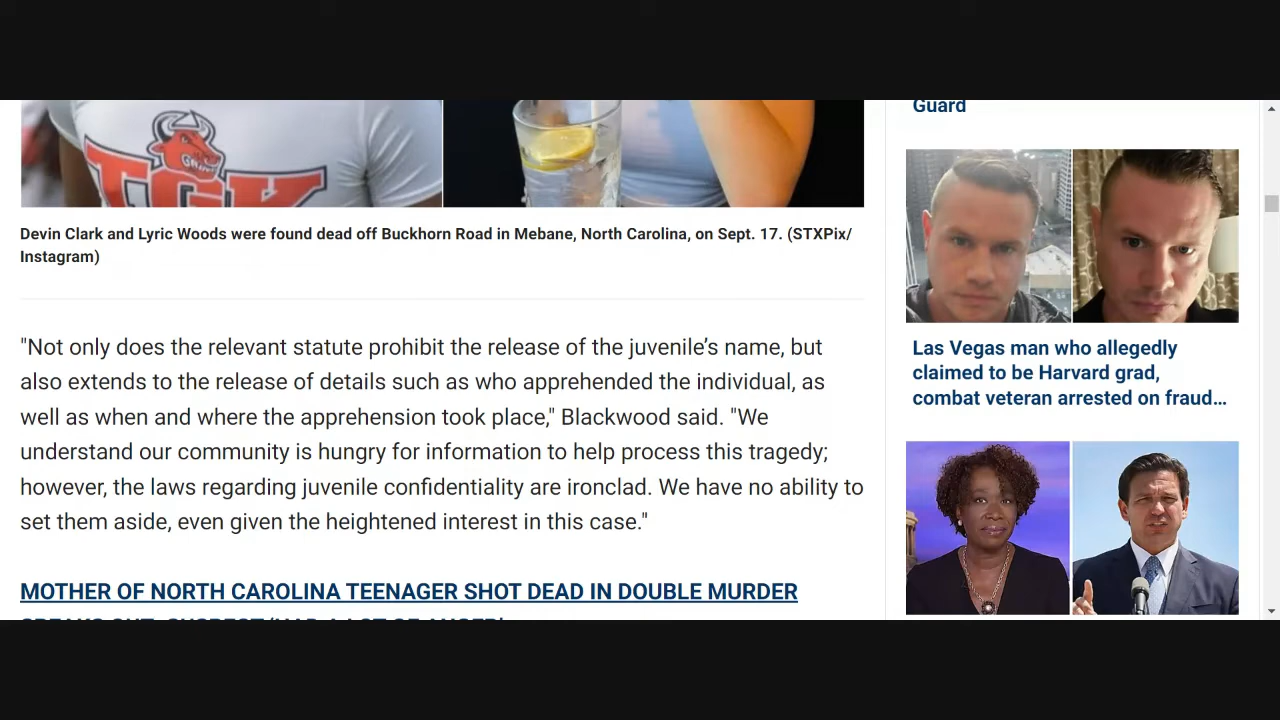 TGK
Devin Clark and Lyric Woods were found dead off Buckhorn Road in Mebane, North Carolina, on Sept. 17. (STXPix/
Instagram)
"Not only does the relevant statute prohibit the release of the juvenile’s name, but
also extends to the release of details such as who apprehended the individual, as
well as when and where the apprehension took place," Blackwood said. "We
understand our community is hungry for information to help process this tragedy;
however, the laws regarding juvenile confidentiality are ironclad. We have no ability to
set them aside, even given the heightened interest in this case."
MOTHER OF NORTH CAROLINA TEENAGER SHOT DEAD IN DOUBLE MURDER
Guard
Las Vegas man who allegedly
claimed to be Harvard grad,
combat veteran arrested on fraud…